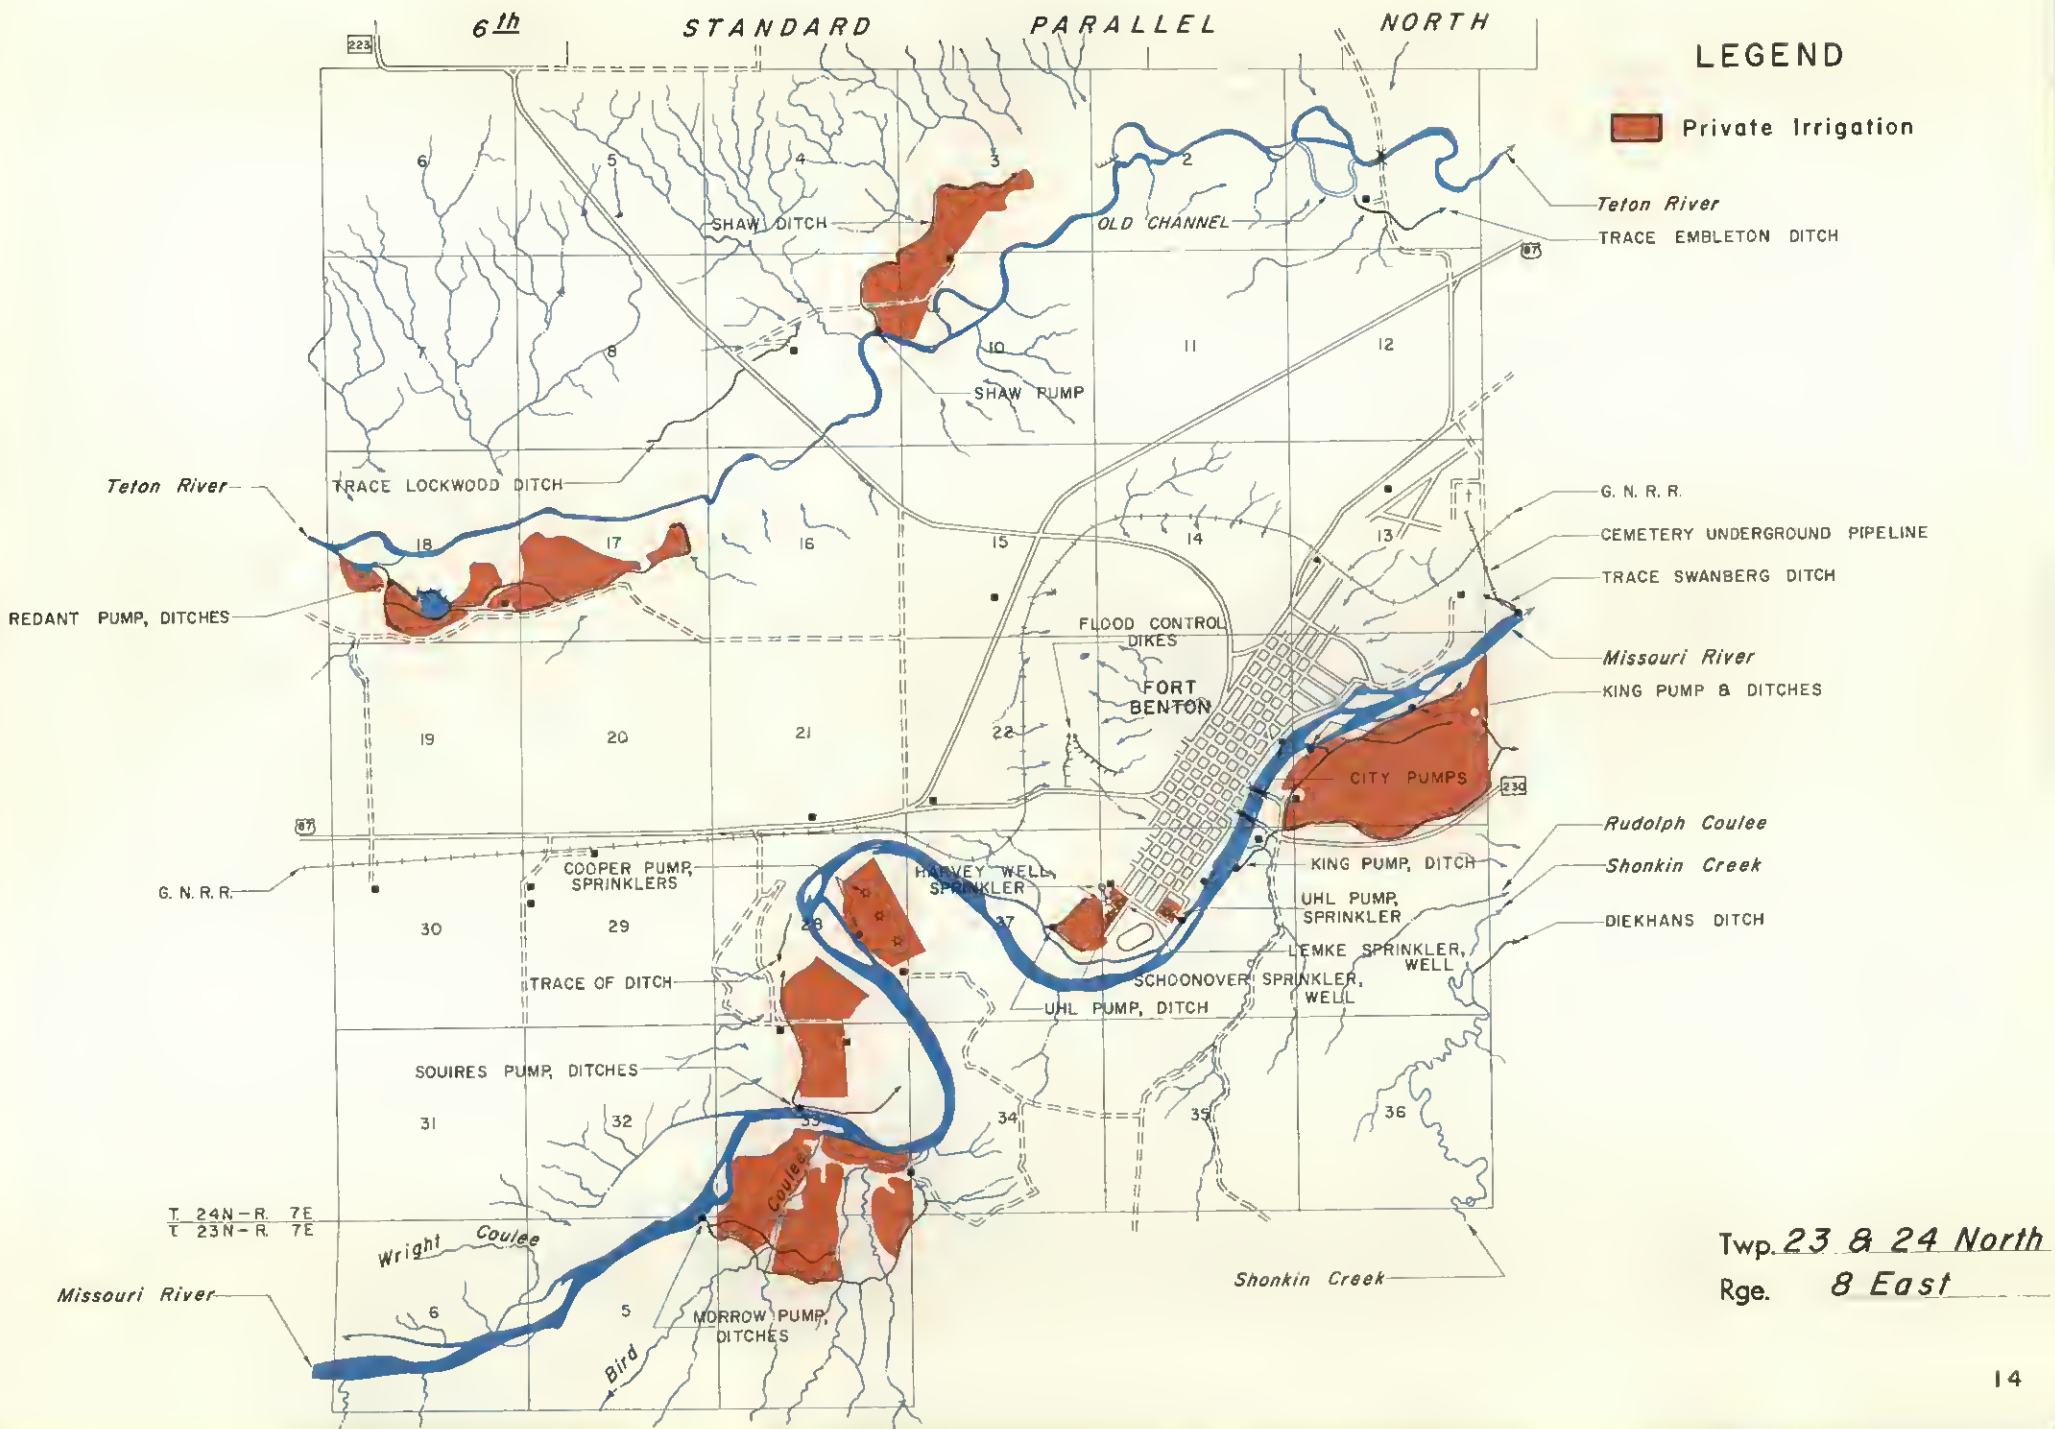 6th STANDARD PARALLEL NORTH
LEGEND
Private Irrigation
223
6
5
4
3
2
SHAW DITCH
OLD CHANNEL
Teton River
TRACE EMBLETON DITCH
87
7
8
10
11
12
SHAW PUMP
Teton River
TRACE LOCKWOOD DITCH
G. N. R. R.
18
17
16
15
14
13
CEMETERY UNDERGROUND PIPELINE
TRACE SWANBERG DITCH
REDANT PUMP, DITCHES
FLOOD CONTROL
DIKES
Missouri River
KING PUMP & DITCHES
FORT
BENTON
19
20
21
22
CITY PUMPS
230
87
Rudolph Coulee
COOPER PUMP,
SPRINKLERS
HARVEY WELL,
SPRINKLER
KING PUMP, DITCH
Shonkin Creek
G. N. R. R.
UHL PUMP,
SPRINKLER
DIEKHANS DITCH
30
29
28
37
LEMKE SPRINKLER,
WELL
TRACE OF DITCH
SCHOONOVER SPRINKLER,
WELL
UHL PUMP, DITCH
SQUIRES PUMP, DITCHES
31
32
33
34
35
36
Coulee
T. 24N-R. 7E
T. 23N-R. 7E
Wright Coulee
Missouri River
6
5
MORROW PUMP,
DITCHES
Bird
Shonkin Creek
Twp. 23 & 24 North
Rge. 8 East
14